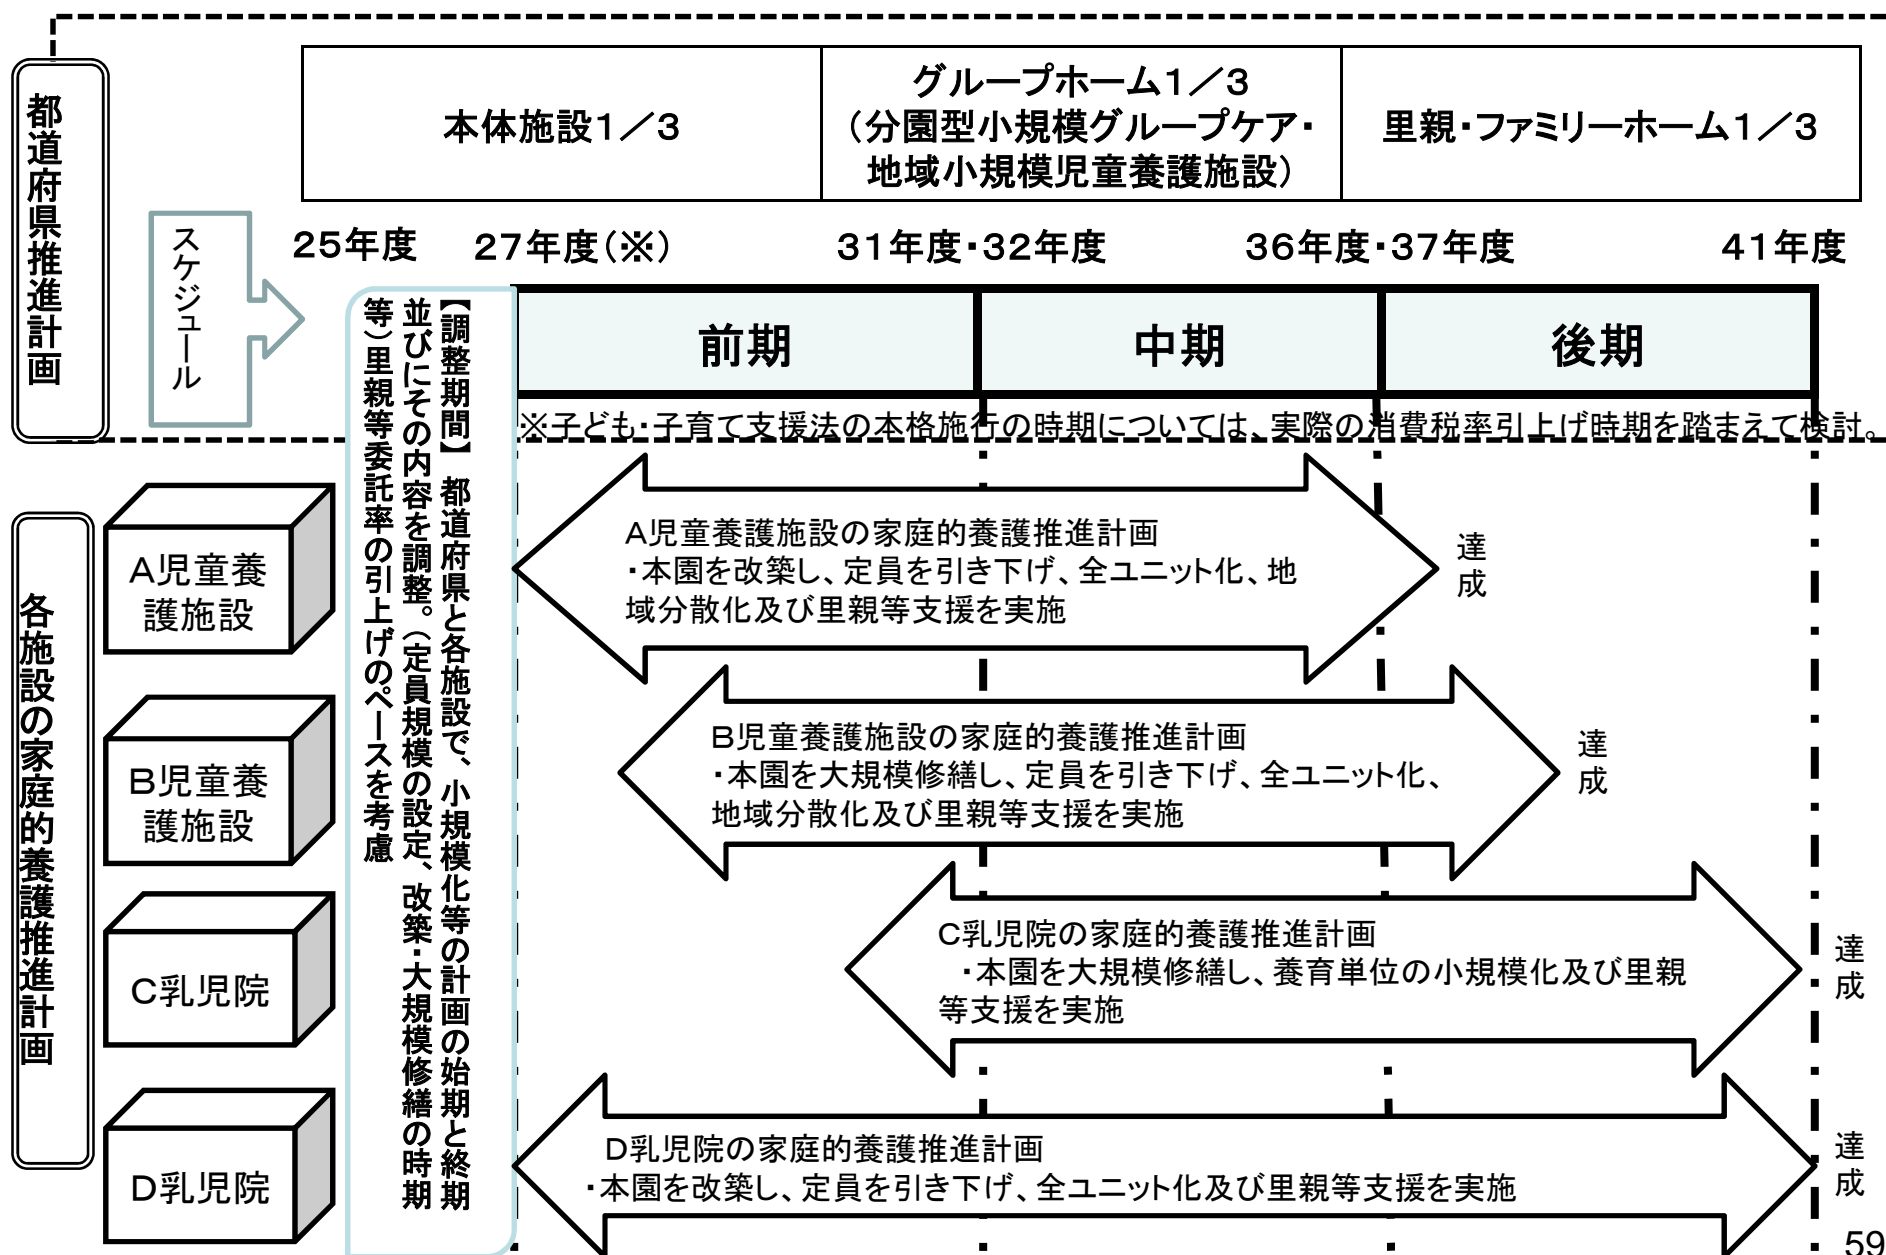 都道府県推進計画
本体施設1／3
グループホーム1／3
（分園型小規模グループケア・
地域小規模児童養護施設）
里親・ファミリーホーム1／3
スケジュール
25年度
27年度（※）
31年度・32年度
36年度・37年度
41年度
前期
中期
後期
※子ども・子育て支援法の本格施行の時期については、実際の消費税率引上げ時期を踏まえて検討。
【調整期間】　都道府県と各施設で、小規模化等の計画の始期と終期
並びにその内容を調整。（定員規模の設定、改築・大規模修繕の時期
等）里親等委託率の引上げのペースを考慮
各施設の家庭的養護推進計画
A児童養
護施設
A児童養護施設の家庭的養護推進計画
・本園を改築し、定員を引き下げ、全ユニット化、地
域分散化及び里親等支援を実施
達成
B児童養
護施設
B児童養護施設の家庭的養護推進計画
・本園を大規模修繕し、定員を引き下げ、全ユニット化、
地域分散化及び里親等支援を実施
達成
C乳児院
C乳児院の家庭的養護推進計画
・本園を大規模修繕し、養育単位の小規模化及び里親
等支援を実施
達成
D乳児院
D乳児院の家庭的養護推進計画
・本園を改築し、定員を引き下げ、全ユニット化及び里親等支援を実施
達成
59